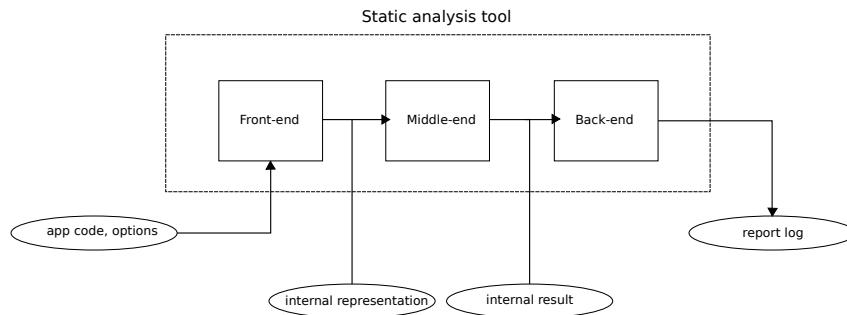 Static analysis tool
Front-end
Middle-end
Back-end
app code, options
report log
internal representation
internal result